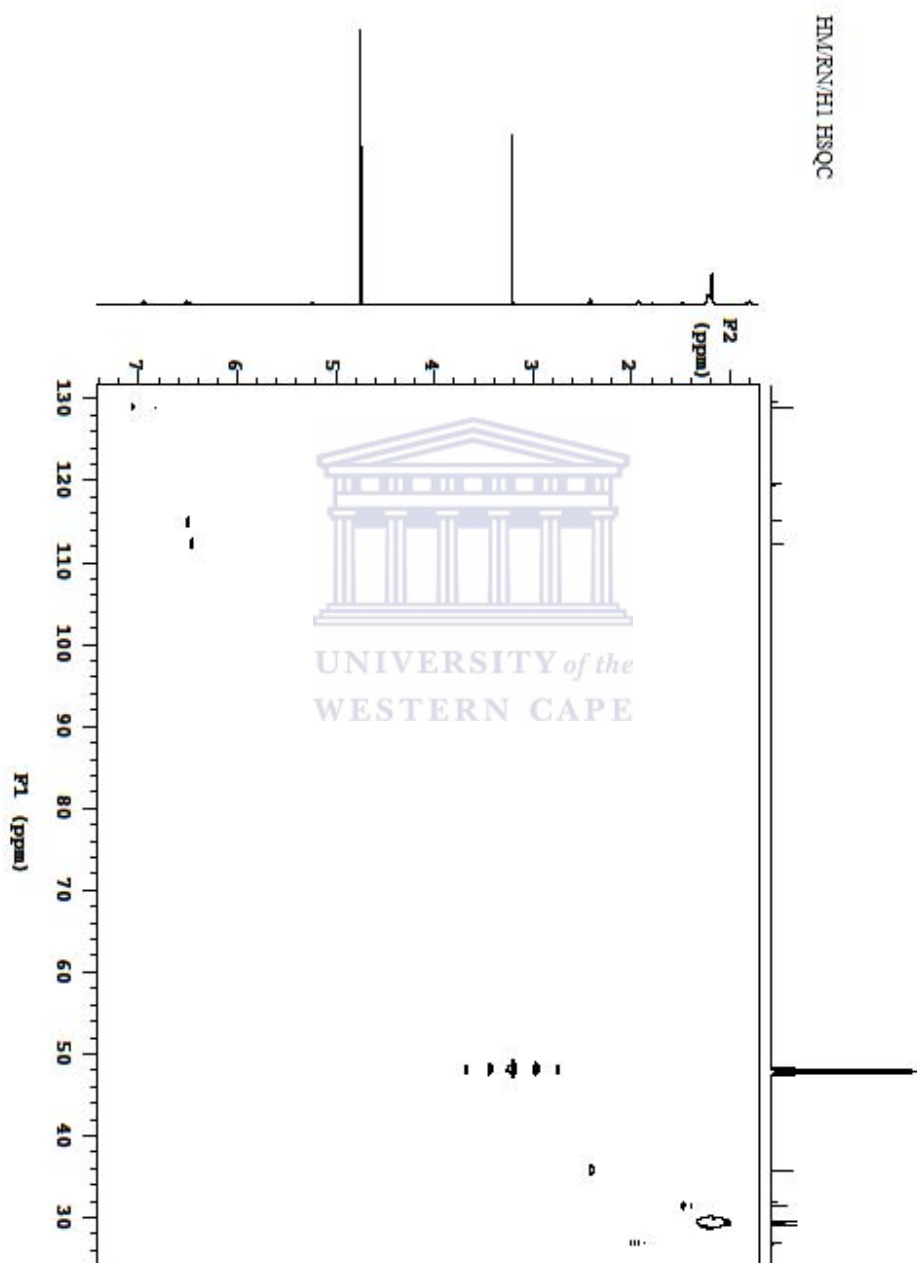 HM/RN/H1 HSQC
F2
(ppm)
7 6 5 4 3 2
130
120
110
100
90
80
70
60
50
40
30
F1 (ppm)
UNIVERSITY of the
WESTERN CAPE